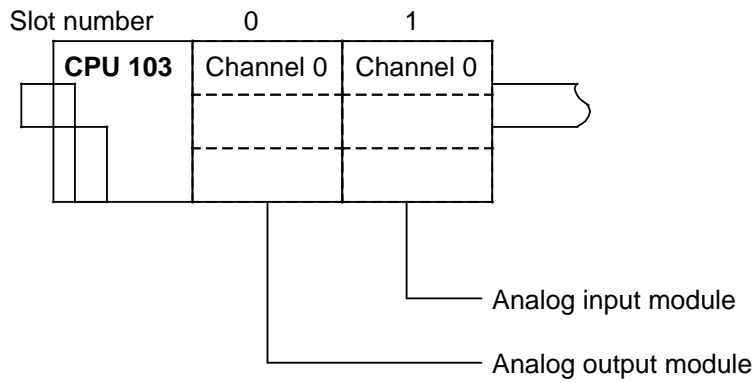 Slot number 0 1
CPU 103 Channel 0 Channel 0
Analog input module
Analog output module